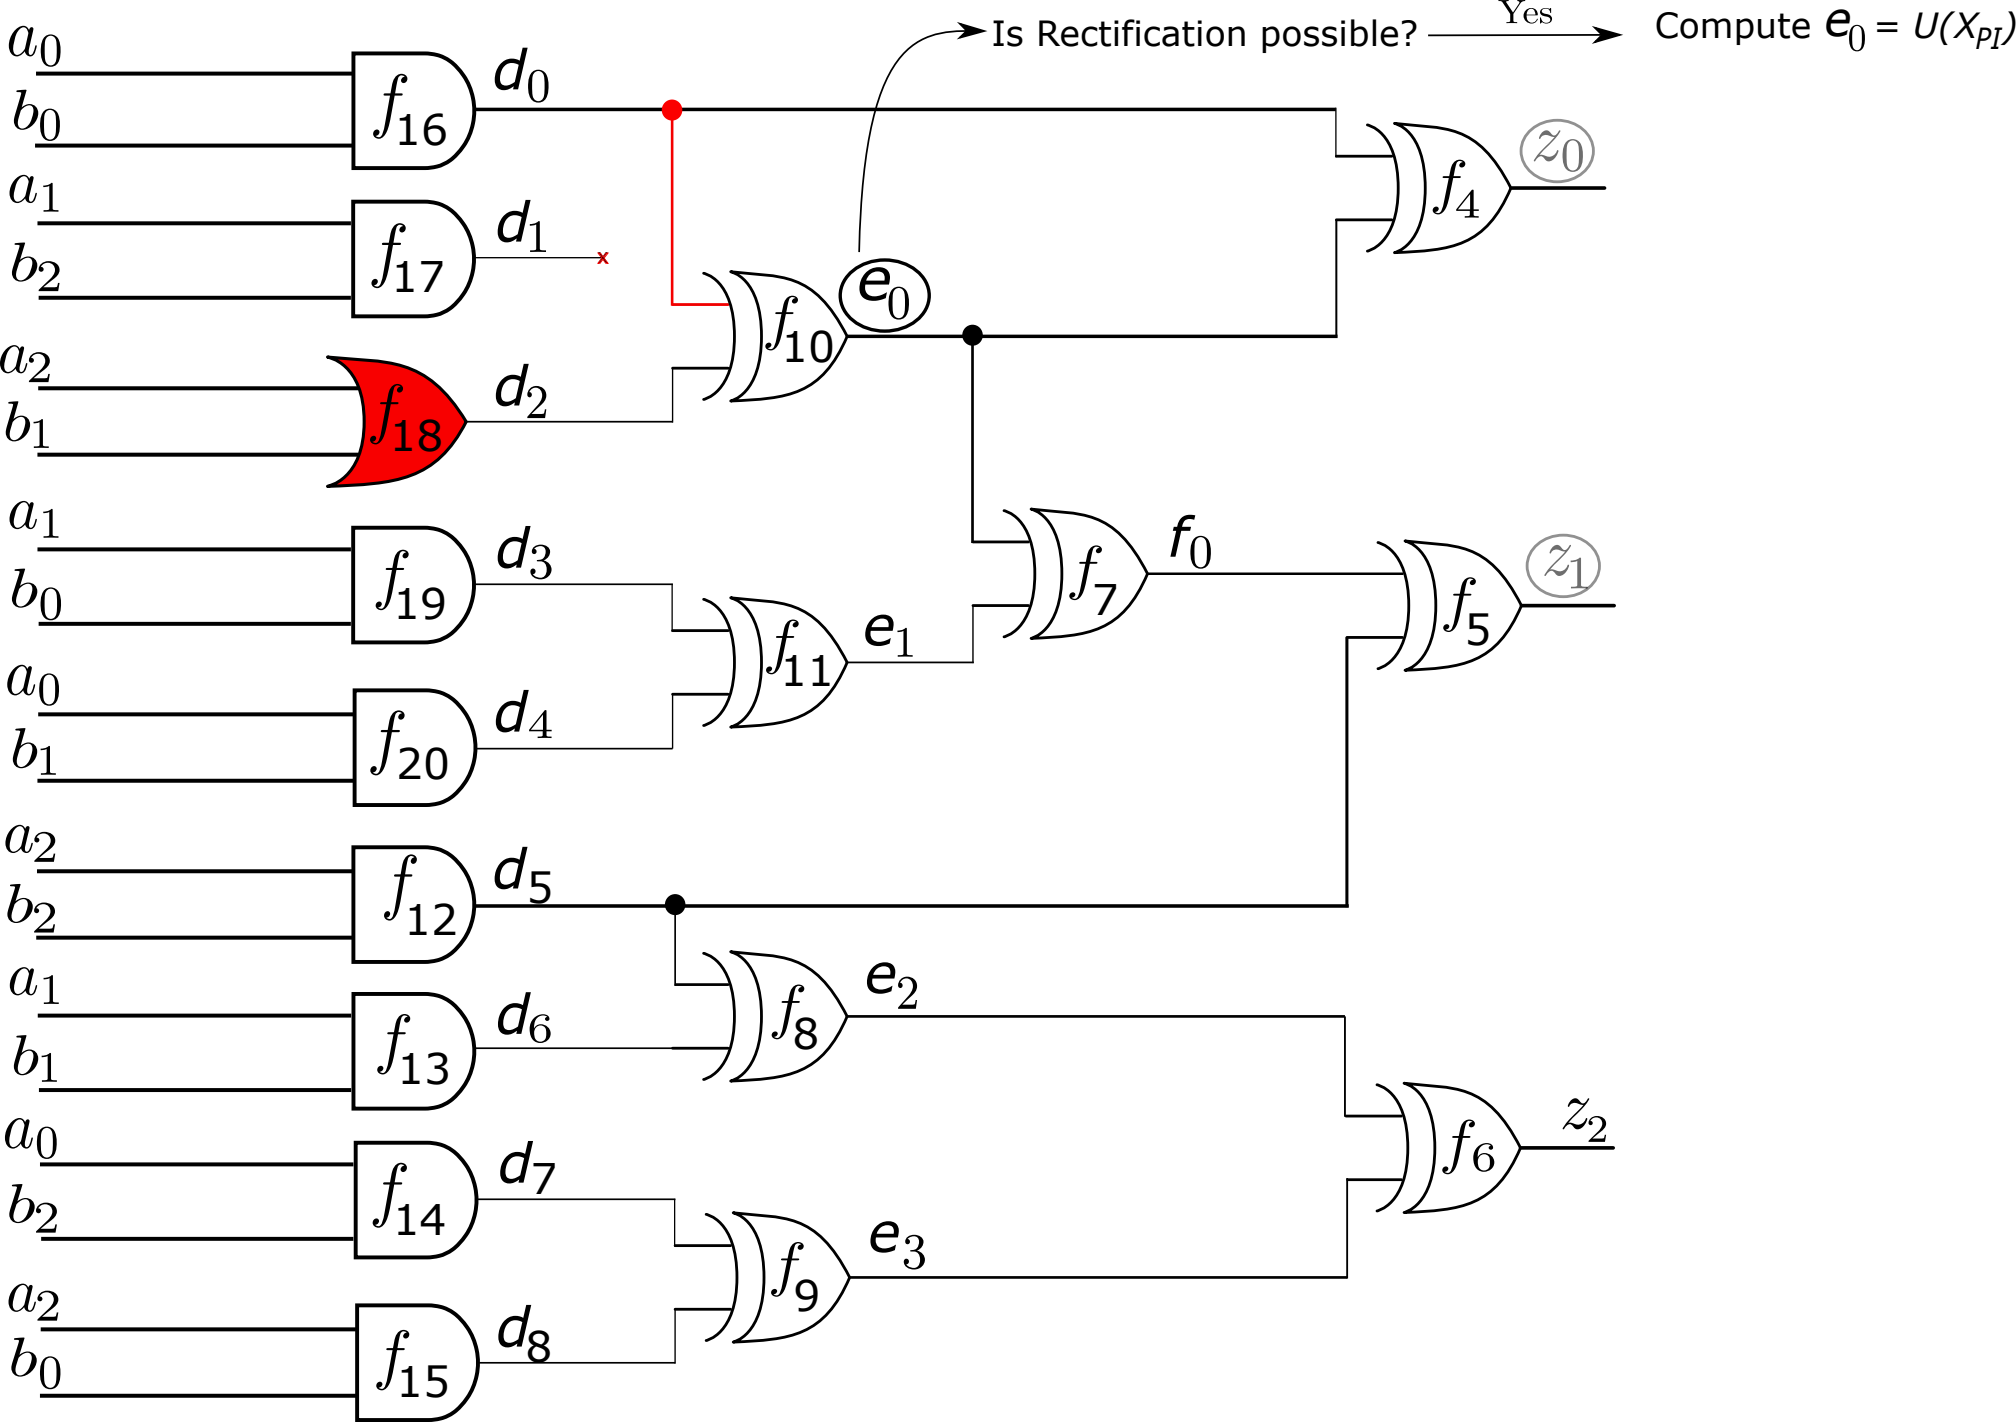 Is Rectification possible? Yes Compute e₀ = U(X_PI)
a₀
b₀
f₁₆
d₀
a₁
b₂
f₁₇
d₁
x
a₂
b₁
f₁₈
d₂
f₁₀
e₀
f₄
z₀
a₁
b₀
f₁₉
d₃
a₀
b₁
f₂₀
d₄
f₁₁
e₁
f₇
f₀
f₅
z₁
a₂
b₂
f₁₂
d₅
a₁
b₁
f₁₃
d₆
f₈
e₂
a₀
b₂
f₁₄
d₇
a₂
b₀
f₁₅
d₈
f₉
e₃
f₆
z₂